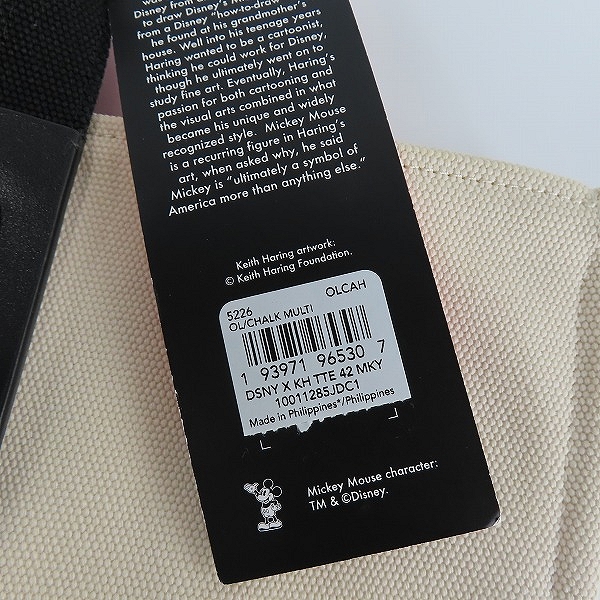 Disney from an
to draw Disney's Mi
from a Disney "how-to-draw"
he found at his grandmother's
house. Well into his teenage years
Haring wanted to be a cartoonist,
thinking he could work for Disney,
though he ultimately went on to
study fine art. Eventually, Haring's
passion for both cartooning and
the visual arts combined in what
became his unique and widely
recognized style. Mickey Mouse
is a recurring figure in Haring's
art, when asked why, he said
Mickey is "ultimately a symbol of
America more than anything else."
Keith Haring artwork:
© Keith Haring Foundation.
5226 OLCAH
OL/CHALK MULTI
1 93971 96530 7
DSNY X KH TTE 42 MKY
10011285JDC1
Made in Philippines*/Philippines
Mickey Mouse character:
TM & ©Disney.